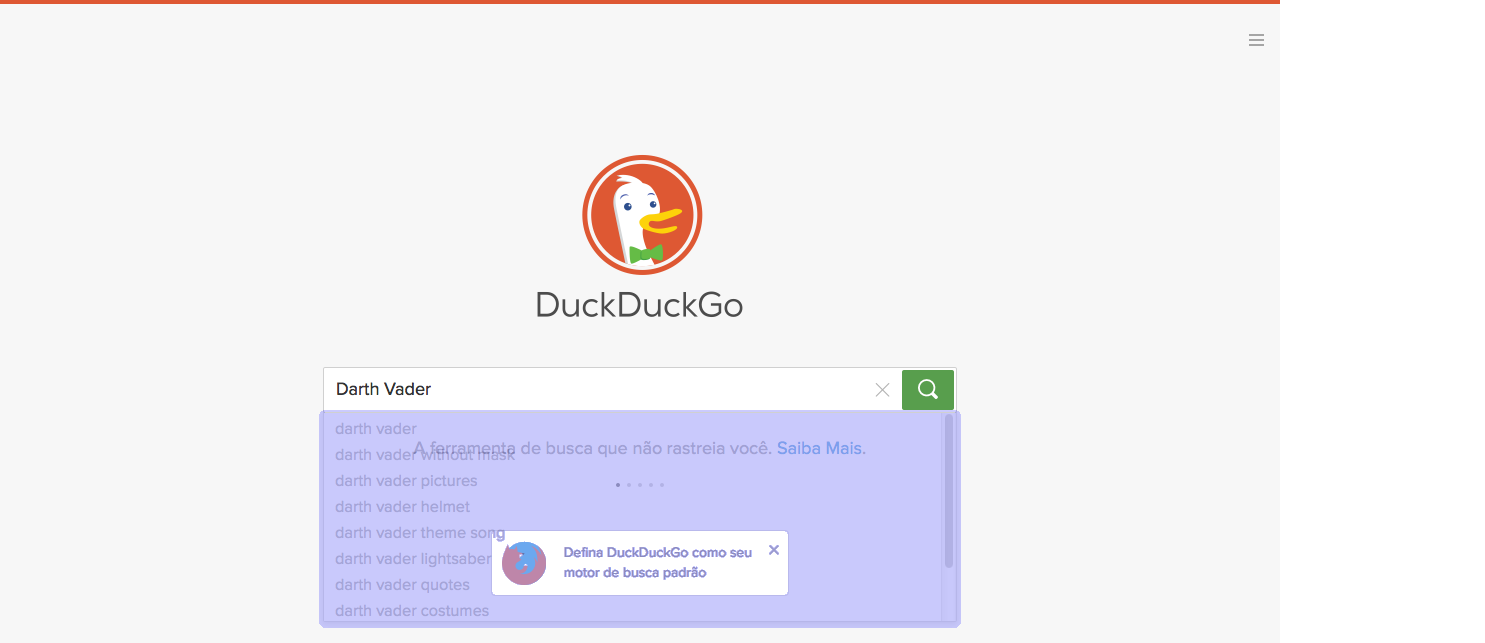 DuckDuckGo
Darth Vader
darth vader
A ferramenta de busca que não rastreia você. Saiba Mais.
darth vader without mask
darth vader pictures
darth vader helmet
darth vader theme song
Defina DuckDuckGo como seu
motor de busca padrão
darth vader lightsaber
darth vader quotes
darth vader costumes